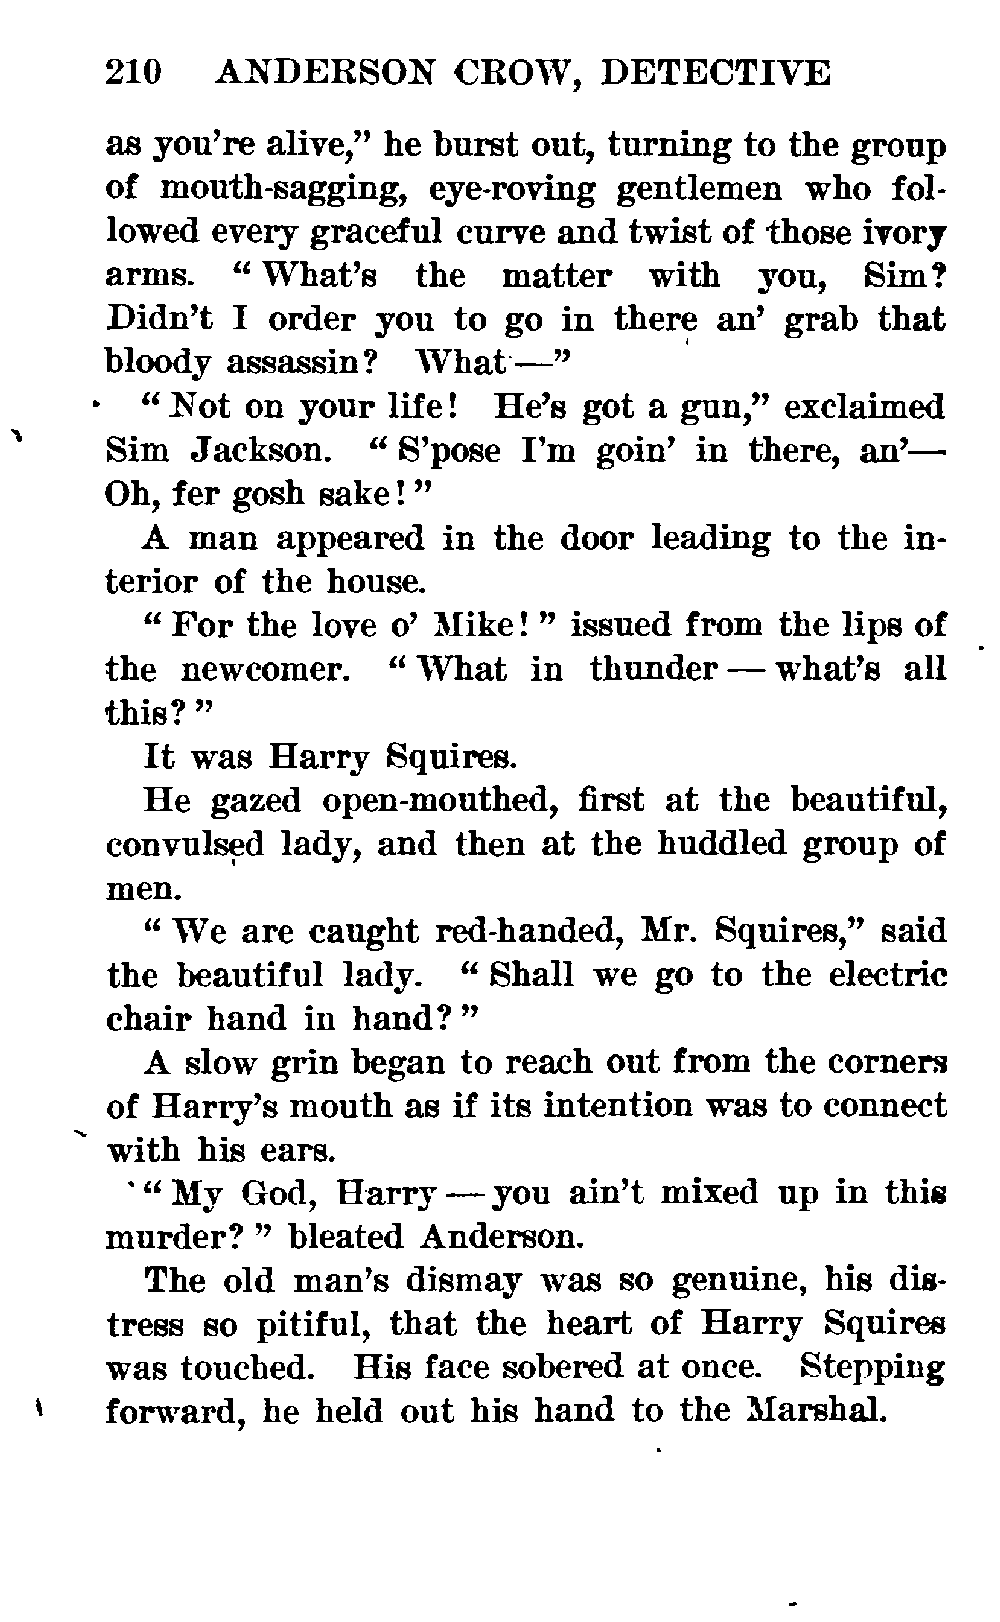 210 ANDERSON CROW, DETECTIVE
as you're alive,” he burst out, turning to the group
of mouth-sagging, eye-roving gentlemen who fol-
lowed every graceful curve and twist of those ivory
arms. “ What's the matter with you, Sim?
Didn't I order you to go in there an' grab that
bloody assassin? What—”
“ Not on your life! He's got a gun,” exclaimed
Sim Jackson. “ S'pose I'm goin' in there, an'—
Oh, fer gosh sake! ”
A man appeared in the door leading to the in-
terior of the house.
“ For the love o' Mike! ” issued from the lips of
the newcomer. “ What in thunder — what's all
this? ”
It was Harry Squires.
He gazed open-mouthed, first at the beautiful,
convulsed lady, and then at the huddled group of
men.
“ We are caught red-handed, Mr. Squires,” said
the beautiful lady. “ Shall we go to the electric
chair hand in hand? ”
A slow grin began to reach out from the corners
of Harry's mouth as if its intention was to connect
with his ears.
“ My God, Harry — you ain't mixed up in this
murder? ” bleated Anderson.
The old man's dismay was so genuine, his dis-
tress so pitiful, that the heart of Harry Squires
was touched. His face sobered at once. Stepping
forward, he held out his hand to the Marshal.